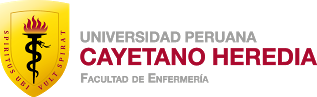 SPIRITUS UBI VULT SPIRAT
UNIVERSIDAD PERUANA
CAYETANO HEREDIA
FACULTAD DE ENFERMERÍA